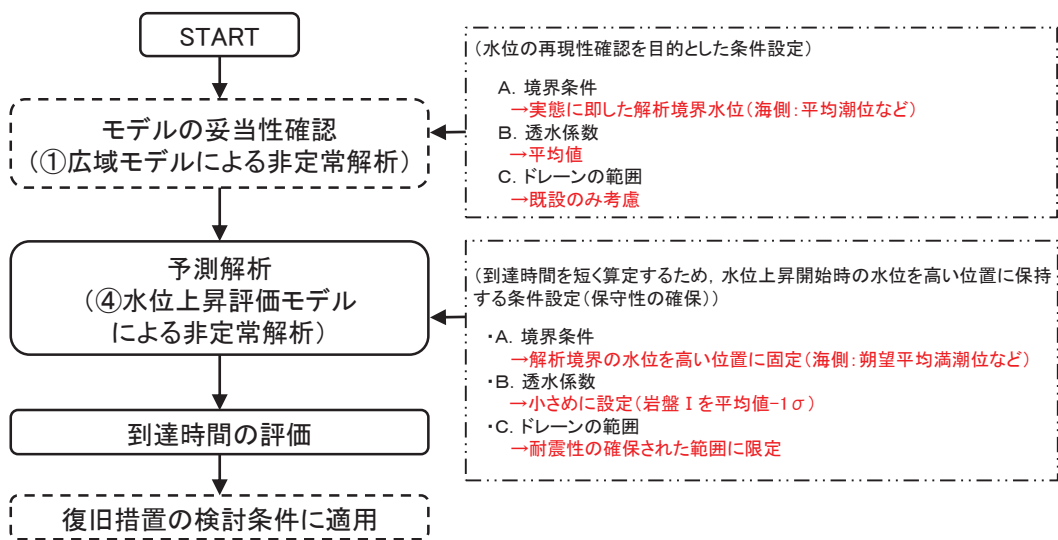 START
モデルの妥当性確認
(①広域モデルによる非定常解析)
(水位の再現性確認を目的とした条件設定)
A. 境界条件
→実態に即した解析境界水位(海側:平均潮位など)
B. 透水係数
→平均値
C. ドレーンの範囲
→既設のみ考慮
予測解析
(④水位上昇評価モデル
による非定常解析)
(到達時間を短く算定するため,水位上昇開始時の水位を高い位置に保持
する条件設定(保守性の確保))
・A. 境界条件
→解析境界の水位を高い位置に固定(海側:朔望平均満潮位など)
・B. 透水係数
→小さめに設定(岩盤Ⅰを平均値-1σ)
・C. ドレーンの範囲
→耐震性の確保された範囲に限定
到達時間の評価
復旧措置の検討条件に適用